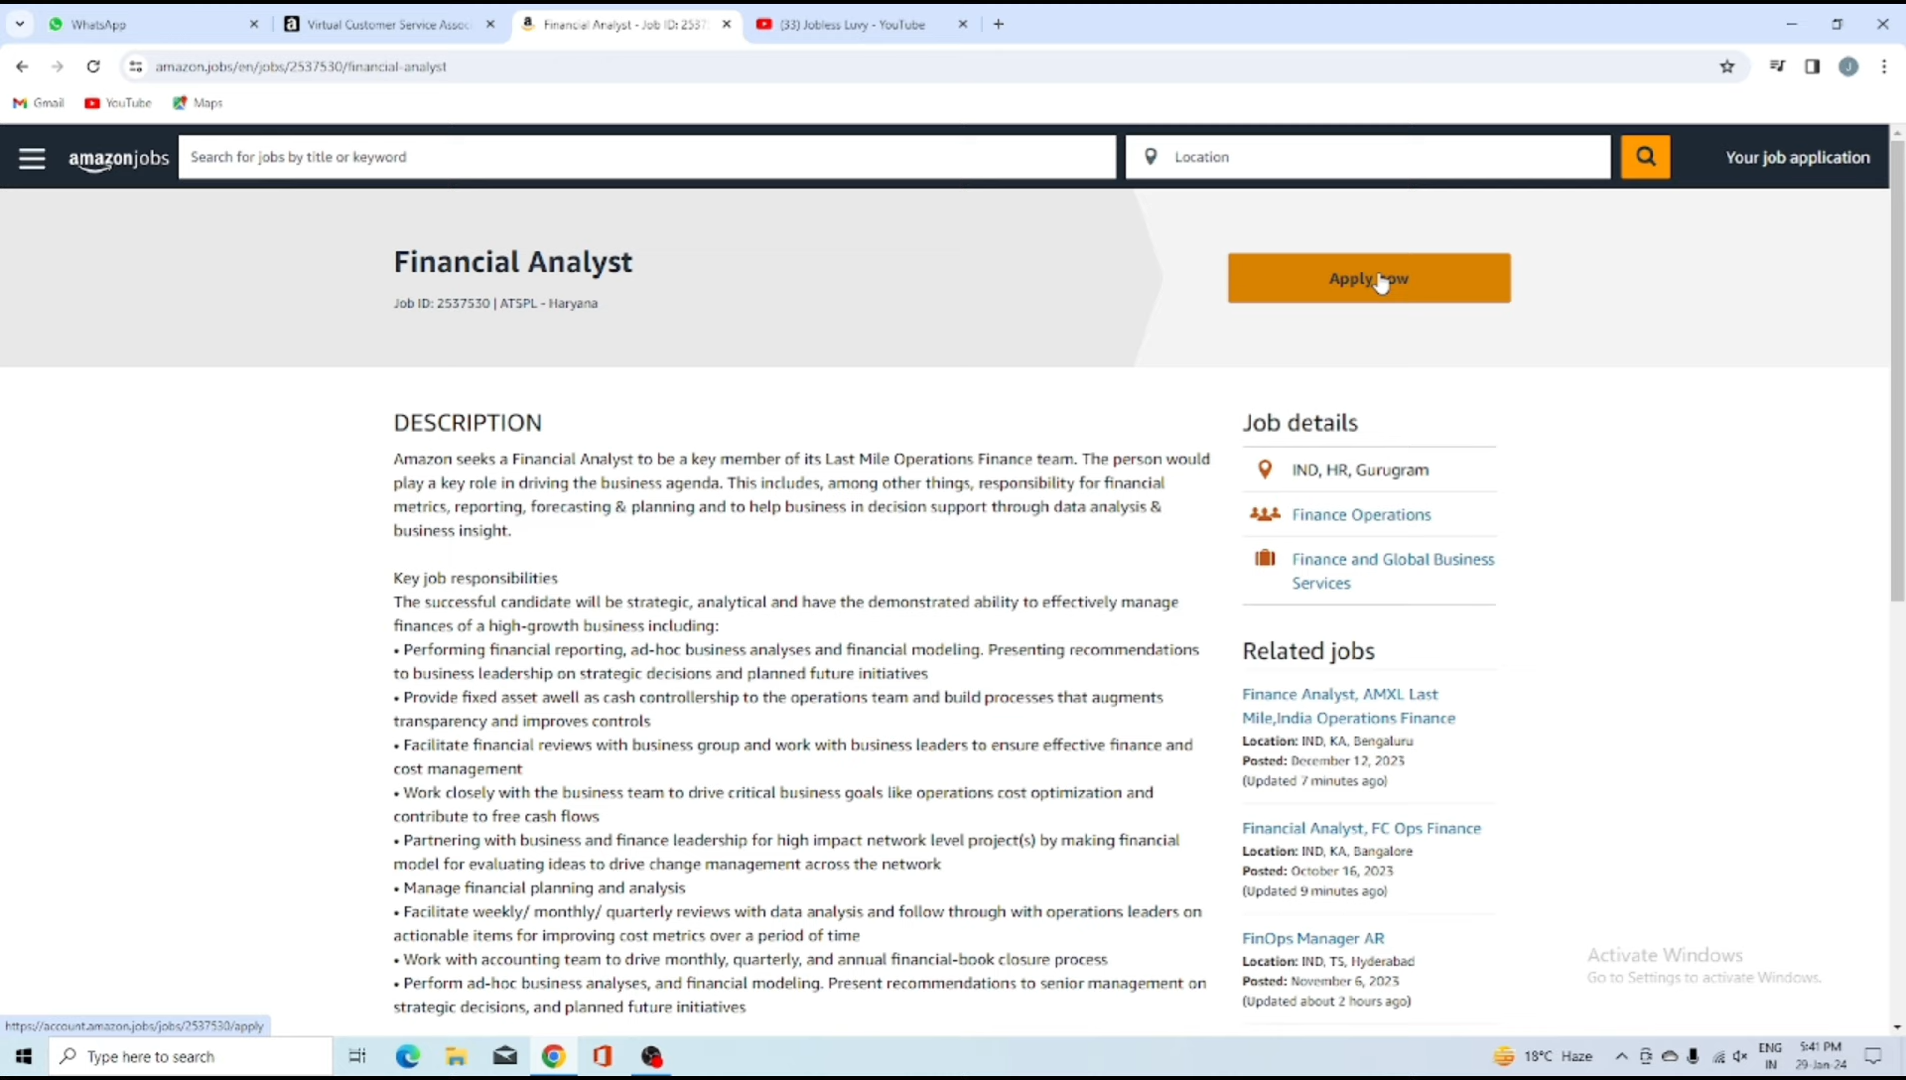 WhatsApp
Virtual Customer Service Assoc
Financial Analyst - Job ID: 2537
(33) Jobless Luvy - YouTube
amazon.jobs/en/jobs/2537530/financial-analyst
J
Gmail YouTube Maps
amazonjobs
Search for jobs by title or keyword
Location
Your job application
Financial Analyst
Job ID: 2537530 | ATSPL - Haryana
Apply now
DESCRIPTION
Amazon seeks a Financial Analyst to be a key member of its Last Mile Operations Finance team. The person would
play a key role in driving the business agenda. This includes, among other things, responsibility for financial
metrics, reporting, forecasting & planning and to help business in decision support through data analysis &
business insight.
Key job responsibilities
The successful candidate will be strategic, analytical and have the demonstrated ability to effectively manage
finances of a high-growth business including:
• Performing financial reporting, ad-hoc business analyses and financial modeling. Presenting recommendations
to business leadership on strategic decisions and planned future initiatives
• Provide fixed asset awell as cash controllership to the operations team and build processes that augments
transparency and improves controls
• Facilitate financial reviews with business group and work with business leaders to ensure effective finance and
cost management
• Work closely with the business team to drive critical business goals like operations cost optimization and
contribute to free cash flows
• Partnering with business and finance leadership for high impact network level project(s) by making financial
model for evaluating ideas to drive change management across the network
• Manage financial planning and analysis
• Facilitate weekly/ monthly/ quarterly reviews with data analysis and follow through with operations leaders on
actionable items for improving cost metrics over a period of time
• Work with accounting team to drive monthly, quarterly, and annual financial-book closure process
• Perform ad-hoc business analyses, and financial modeling. Present recommendations to senior management on
strategic decisions, and planned future initiatives
Job details
IND, HR, Gurugram
Finance Operations
Finance and Global Business
Services
Related jobs
Finance Analyst, AMXL Last
Mile,India Operations Finance
Location: IND, KA, Bengaluru
Posted: December 12, 2023
(Updated 7 minutes ago)
Financial Analyst, FC Ops Finance
Location: IND, KA, Bangalore
Posted: October 16, 2023
(Updated 9 minutes ago)
FinOps Manager AR
Location: IND, TS, Hyderabad
Posted: November 6, 2023
(Updated about 2 hours ago)
Activate Windows
Go to Settings to activate Windows.
https://account.amazon.jobs/jobs/2537530/apply
Type here to search
18°C Haze
ENG
IN
5:41 PM
29-Jan-24